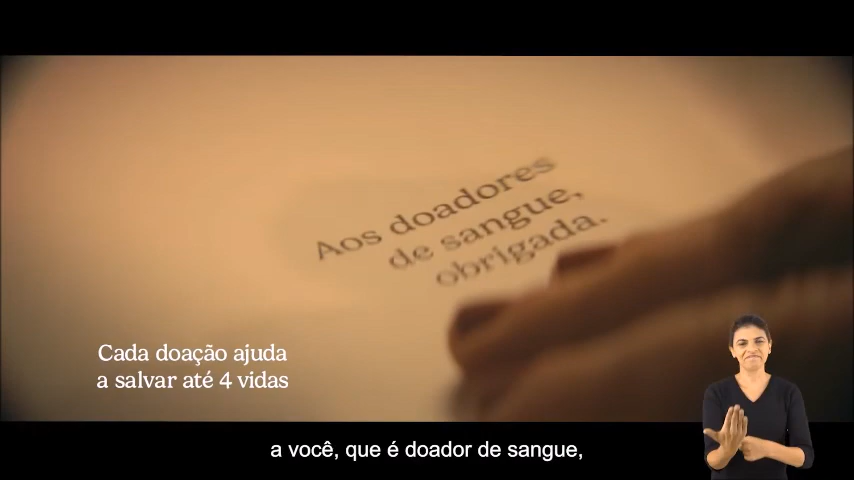 Aos doadores
de sangue,
obrigada.
Cada doação ajuda
a salvar até 4 vidas
a você, que é doador de sangue,